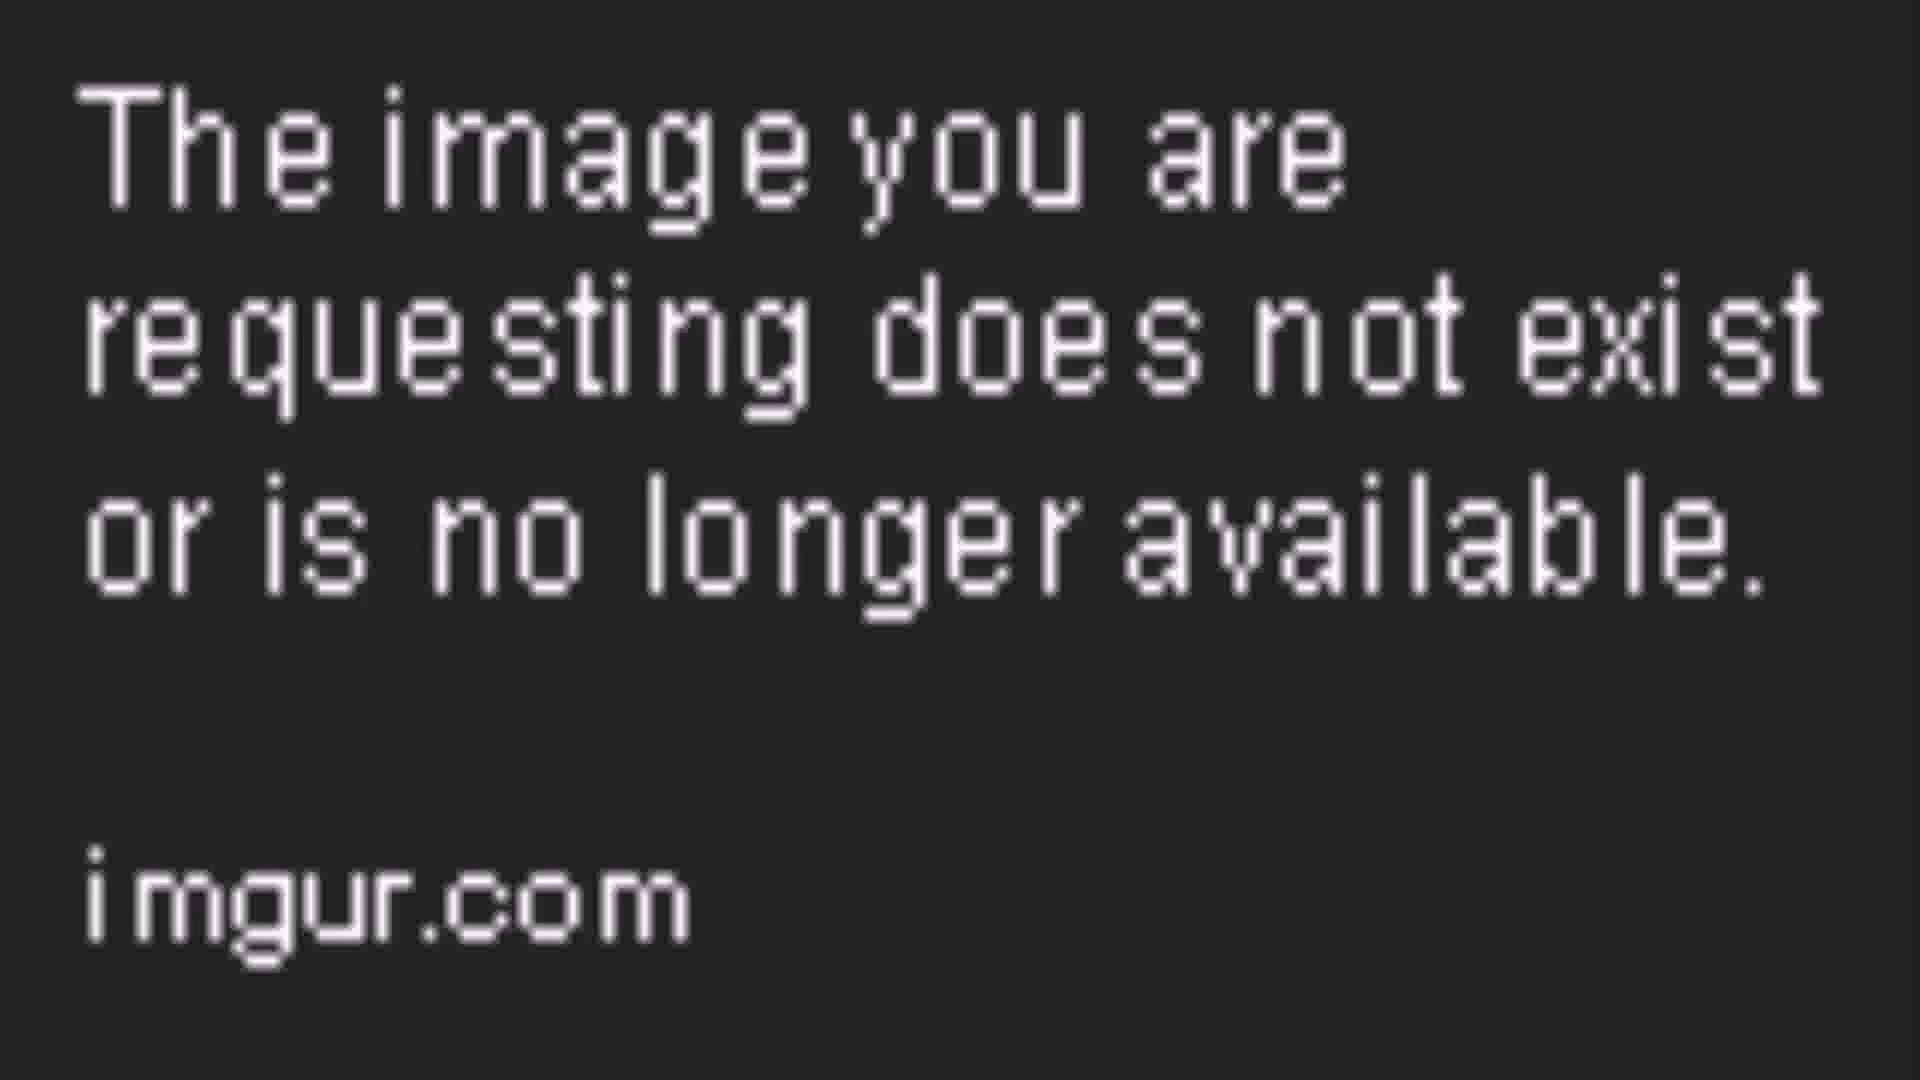 The image you are
requesting does not exist
or is no longer available.
imgur.com